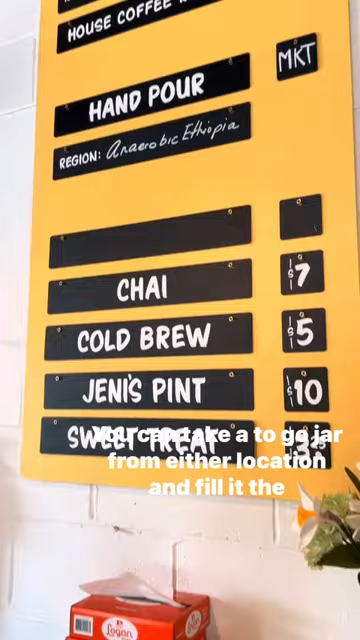 HOUSE COFFEE
HAND POUR MKT
REGION: Anaerobic Ethiopia
CHAI $7
COLD BREW $5
JENI'S PINT $10
SWEET TREAT
You can take a to go jar
from either location
and fill it the
Logan